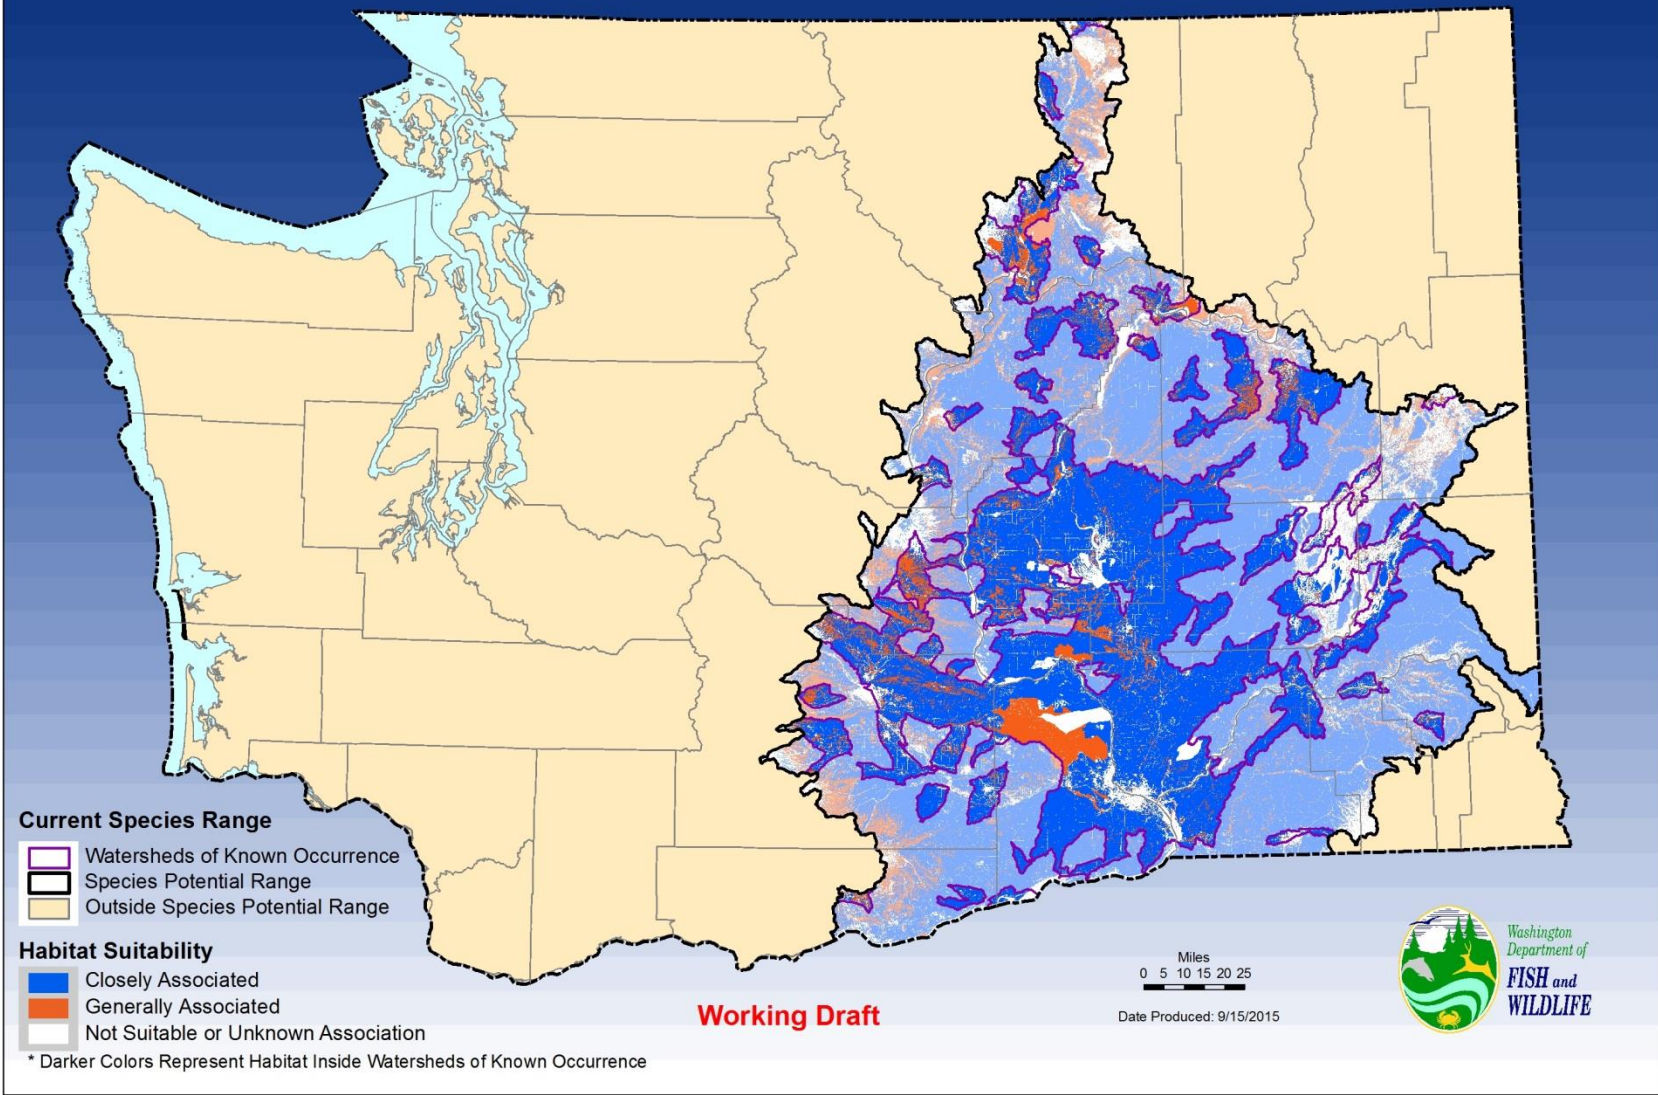 Current Species Range
Watersheds of Known Occurrence
Species Potential Range
Outside Species Potential Range
Habitat Suitability
Closely Associated
Generally Associated
Not Suitable or Unknown Association
* Darker Colors Represent Habitat Inside Watersheds of Known Occurrence
Working Draft
Miles
0 5 10 15 20 25
Date Produced: 9/15/2015
Washington
Department of
FISH and
WILDLIFE